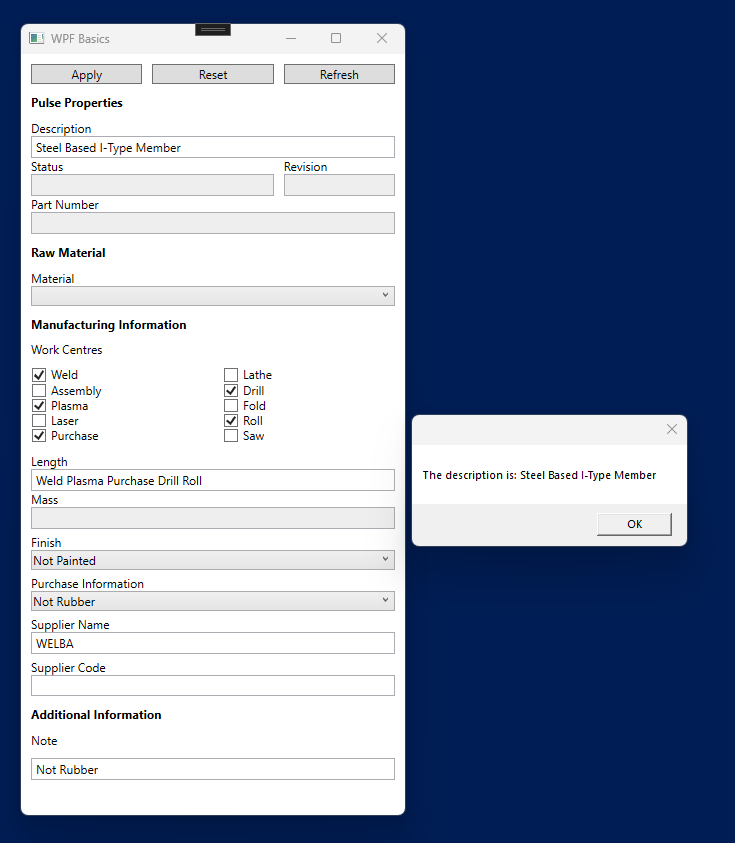 WPF Basics
Apply Reset Refresh
Pulse Properties
Description
Steel Based I-Type Member
Status Revision
Part Number
Raw Material
Material
Manufacturing Information
Work Centres
Weld Lathe
Assembly Drill
Plasma Fold
Laser Roll
Purchase Saw
Length
Weld Plasma Purchase Drill Roll
Mass
Finish
Not Painted
Purchase Information
Not Rubber
Supplier Name
WELBA
Supplier Code
Additional Information
Note
Not Rubber
The description is: Steel Based I-Type Member
OK